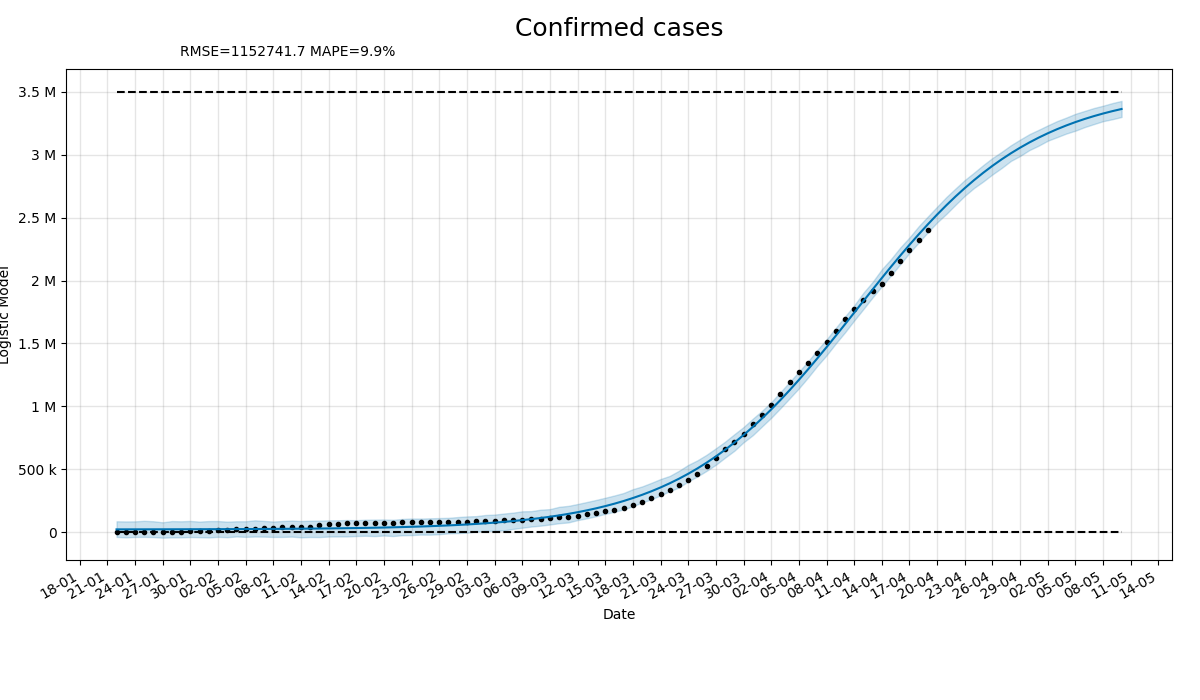 Confirmed cases
RMSE=1152741.7 MAPE=9.9%
3.5 M
3 M
2.5 M
2 M
1.5 M
1 M
500 k
0
Logistic Model
18-01 21-01 24-01 27-01 30-01 02-02 05-02 08-02 11-02 14-02 17-02 20-02 23-02 26-02 29-02 03-03 06-03 09-03 12-03 15-03 18-03 21-03 24-03 27-03 30-03 02-04 05-04 08-04 11-04 14-04 17-04 20-04 23-04 26-04 29-04 02-05 05-05 08-05 11-05 14-05
Date